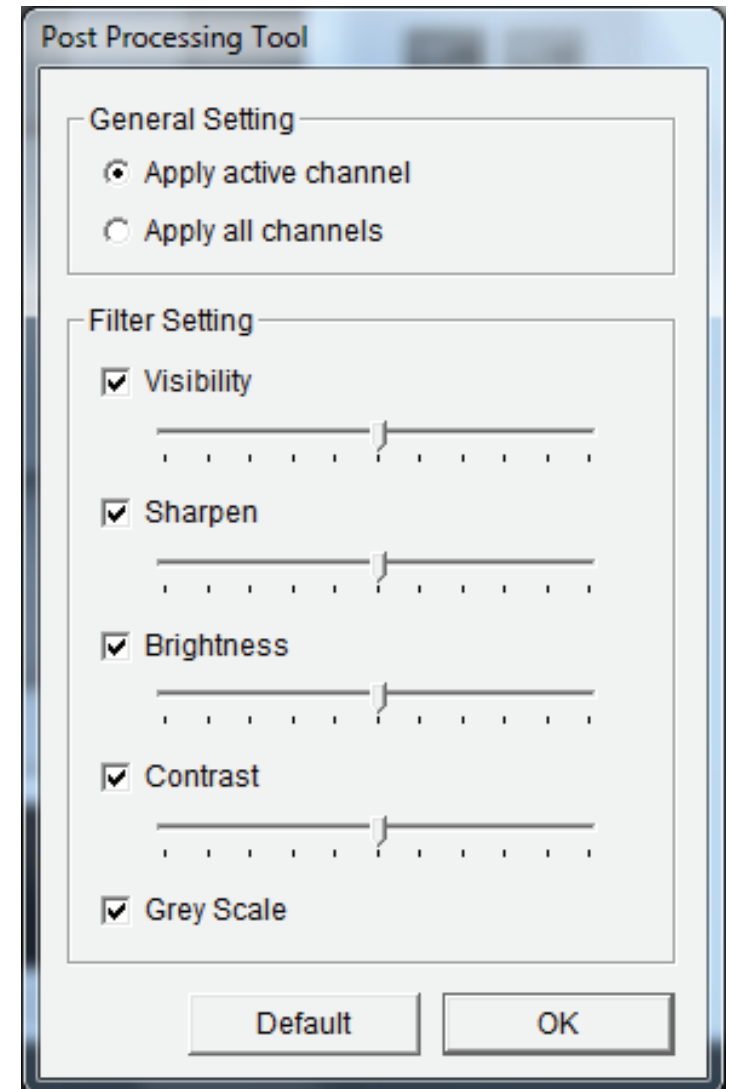 Post Processing Tool
General Setting
Apply active channel
Apply all channels
Filter Setting
Visibility
Sharpen
Brightness
Contrast
Grey Scale
Default OK